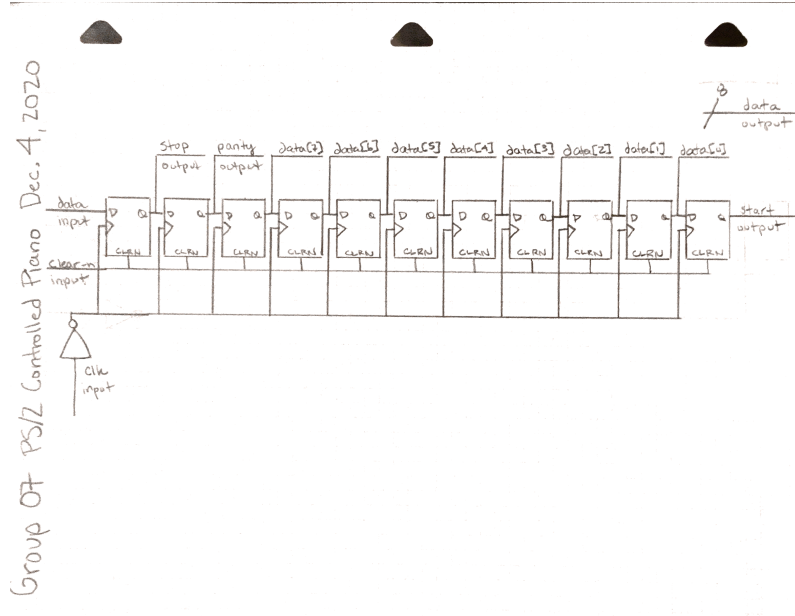 Group 07 PS/2 Controlled Piano Dec. 4, 2020
8
data
output
stop
output
parity
output
data[7]
data[6]
data[5]
data[4]
data[3]
data[2]
data[1]
data[0]
data
input
D Q
CLRN
D Q
CLRN
D Q
CLRN
D Q
CLRN
D Q
CLRN
D Q
CLRN
D Q
CLRN
D Q
CLRN
D Q
CLRN
D Q
CLRN
D Q
CLRN
start
output
clear-n
input
Clk
input